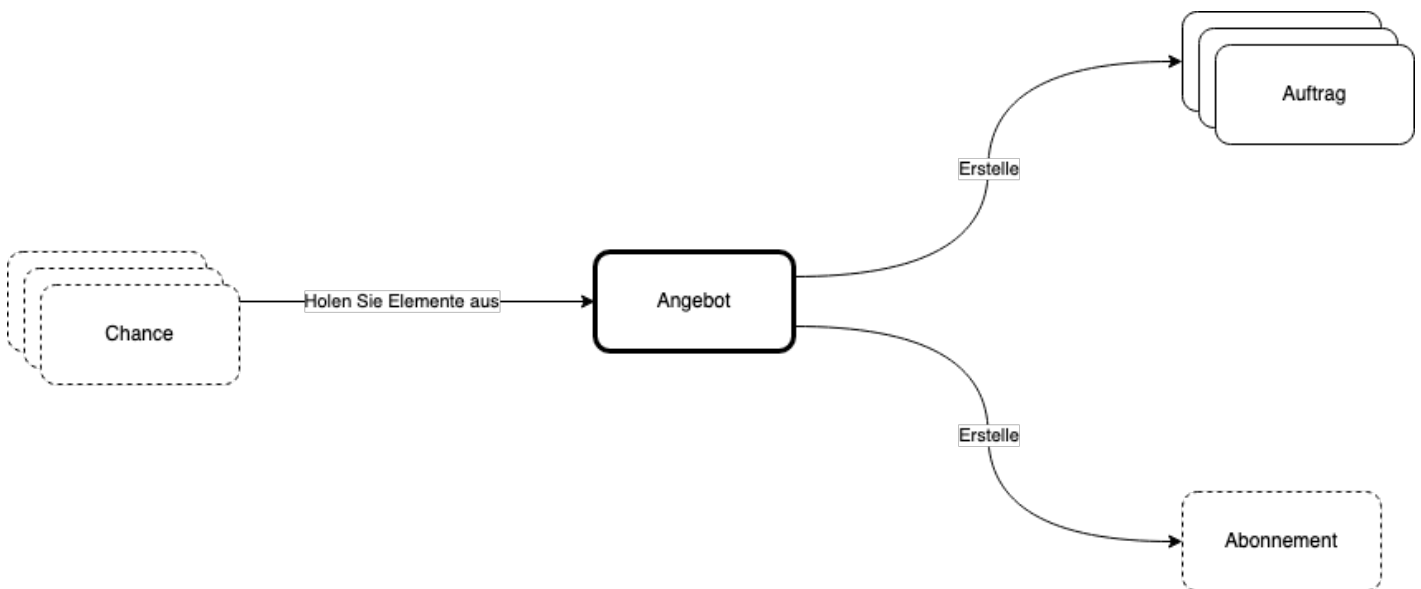 Auftrag
Erstelle
Holen Sie Elemente aus
Angebot
Chance
Erstelle
Abonnement